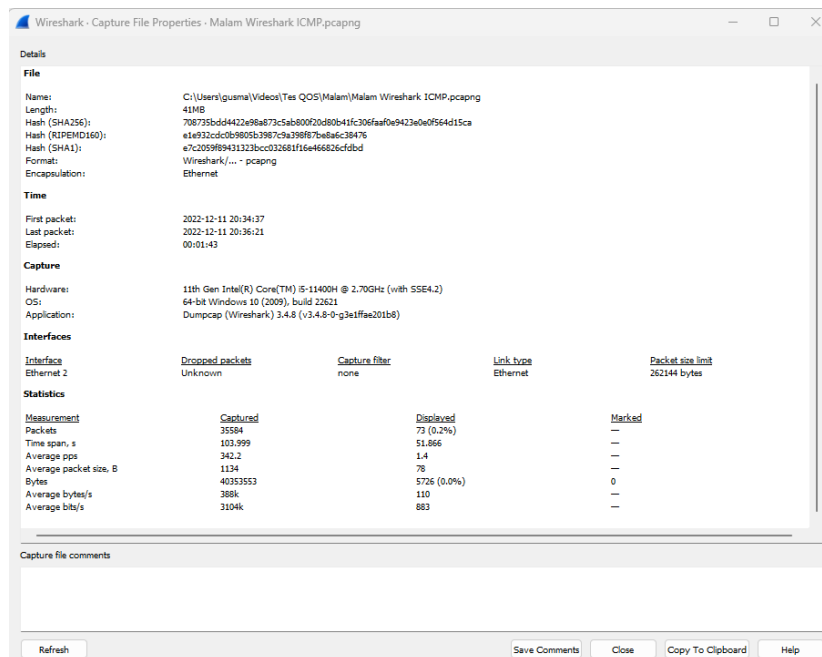 Wireshark · Capture File Properties · Malam Wireshark ICMP.pcapng
Details
File
Name: C:\Users\gusma\Videos\Tes QOS\Malam\Malam Wireshark ICMP.pcapng
Length: 41MB
Hash (SHA256): 708735bdd4422e98a873c5ab800f20d80b41fc306faaf0e9423e0e0f564d15ca
Hash (RIPEMD160): e1e932cdc0b9805b3987c9a398f87be8a6c38476
Hash (SHA1): e7c2059f89431323bcc032681f16e466826cfdbd
Format: Wireshark/... - pcapng
Encapsulation: Ethernet
Time
First packet: 2022-12-11 20:34:37
Last packet: 2022-12-11 20:36:21
Elapsed: 00:01:43
Capture
Hardware: 11th Gen Intel(R) Core(TM) i5-11400H @ 2.70GHz (with SSE4.2)
OS: 64-bit Windows 10 (2009), build 22621
Application: Dumpcap (Wireshark) 3.4.8 (v3.4.8-0-g3e1ffae201b8)
Interfaces
Interface Dropped packets Capture filter Link type Packet size limit
Ethernet 2 Unknown none Ethernet 262144 bytes
Statistics
Measurement Captured Displayed Marked
Packets 35584 73 (0.2%) —
Time span, s 103.999 51.866 —
Average pps 342.2 1.4 —
Average packet size, B 1134 78 —
Bytes 40353553 5726 (0.0%) 0
Average bytes/s 388k 110 —
Average bits/s 3104k 883 —
Capture file comments
Refresh Save Comments Close Copy To Clipboard Help